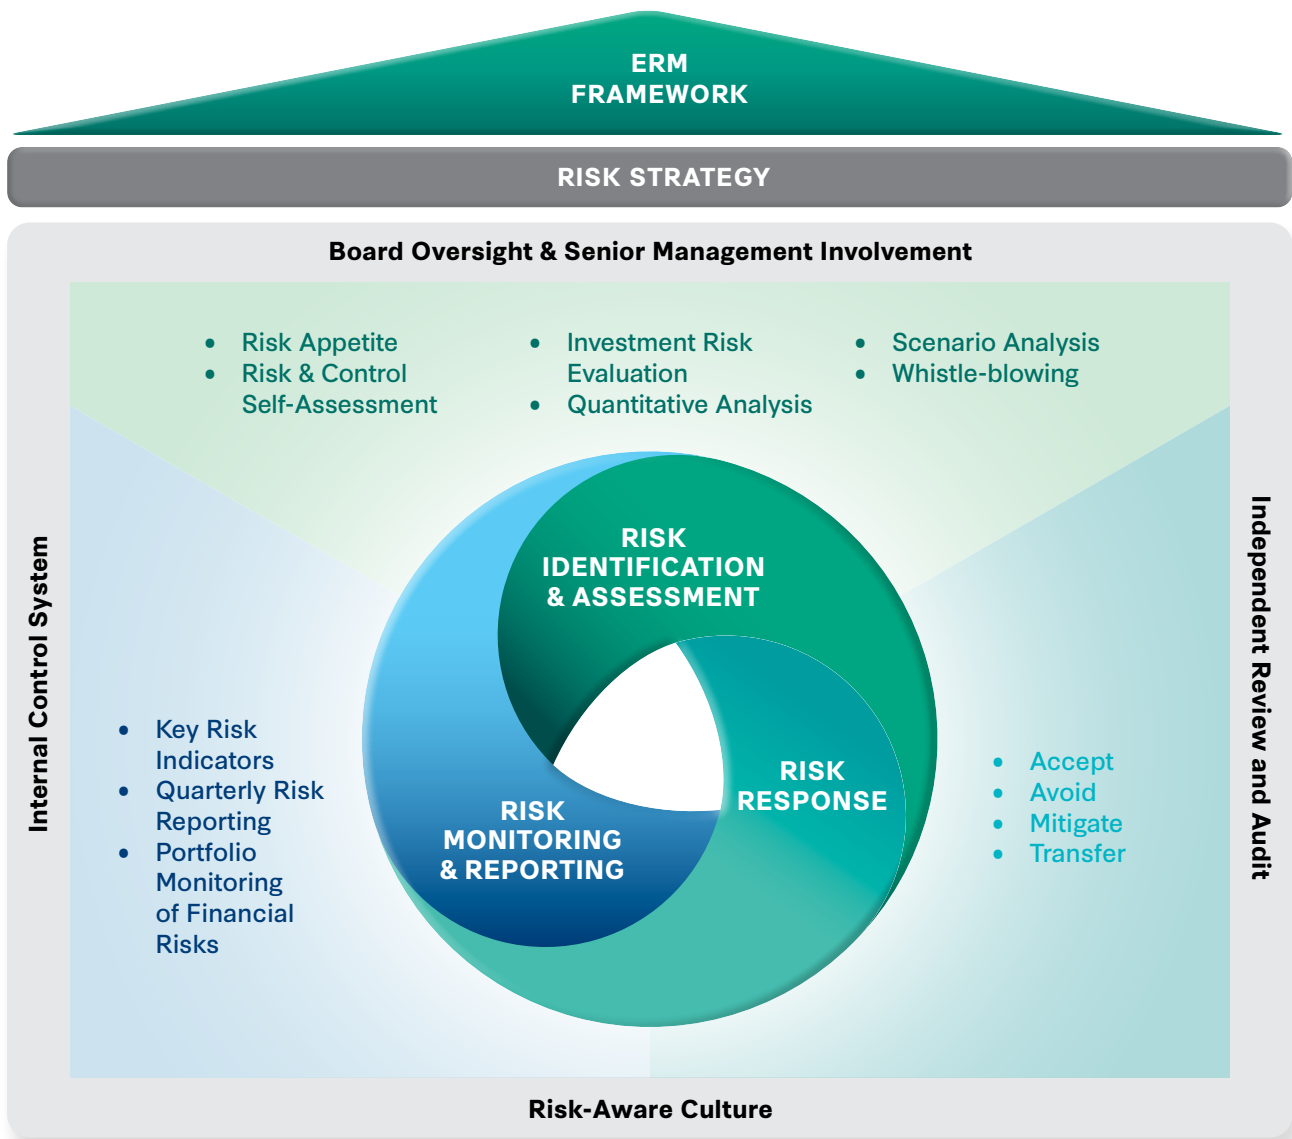 ERM
FRAMEWORK
RISK STRATEGY
Board Oversight & Senior Management Involvement
• Risk Appetite
• Risk & Control
Self-Assessment
• Investment Risk
Evaluation
• Quantitative Analysis
• Scenario Analysis
• Whistle-blowing
RISK
IDENTIFICATION
& ASSESSMENT
Internal Control System
• Key Risk
Indicators
• Quarterly Risk
Reporting
• Portfolio
Monitoring
of Financial
Risks
RISK
MONITORING
& REPORTING
RISK
RESPONSE
• Accept
• Avoid
• Mitigate
• Transfer
Independent Review and Audit
Risk-Aware Culture